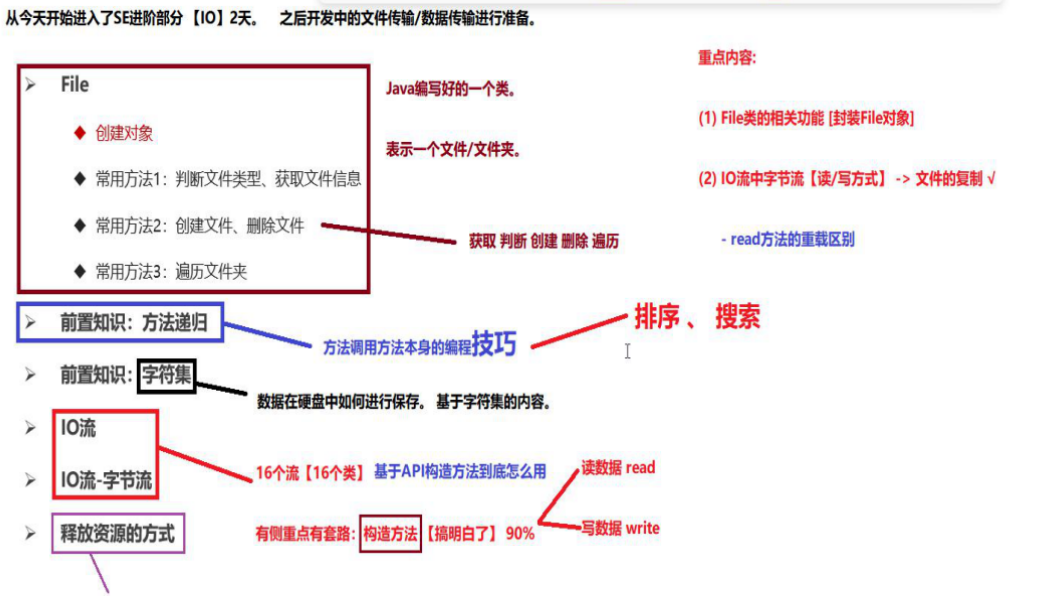 从今天开始进入了SE进阶部分 【IO】2天。 之后开发中的文件传输/数据传输进行准备。
重点内容:
File
Java编写好的一个类。
(1) File类的相关功能 [封装File对象]
创建对象
表示一个文件/文件夹。
常用方法1：判断文件类型、获取文件信息
(2) IO流中字节流【读/写方式】 -> 文件的复制 √
常用方法2：创建文件、删除文件
获取 判断 创建 删除 遍历
- read方法的重载区别
常用方法3：遍历文件夹
前置知识：方法递归
方法调用方法本身的编程技巧
排序 、 搜索
前置知识：字符集
数据在硬盘中如何进行保存。 基于字符集的内容。
IO流
16个流【16个类】 基于API构造方法到底怎么用
读数据 read
IO流-字节流
释放资源的方式
有侧重点有套路: 构造方法【搞明白了】 90%
写数据 write